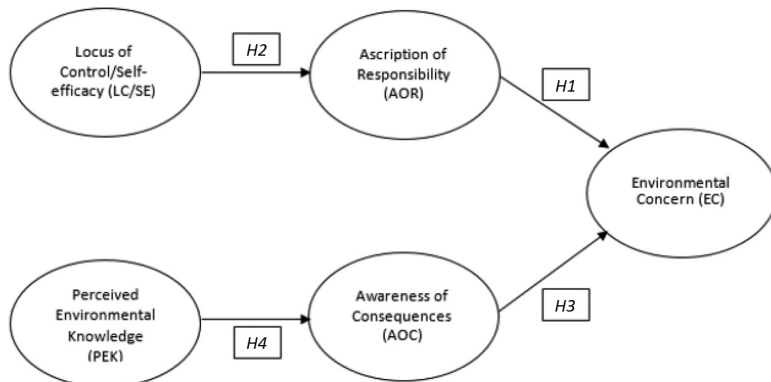 Locus of
Control/Self-
efficacy (LC/SE)
H2
Ascription of
Responsibility
(AOR)
H1
Environmental
Concern (EC)
Perceived
Environmental
Knowledge
(PEK)
H4
Awareness of
Consequences
(AOC)
H3